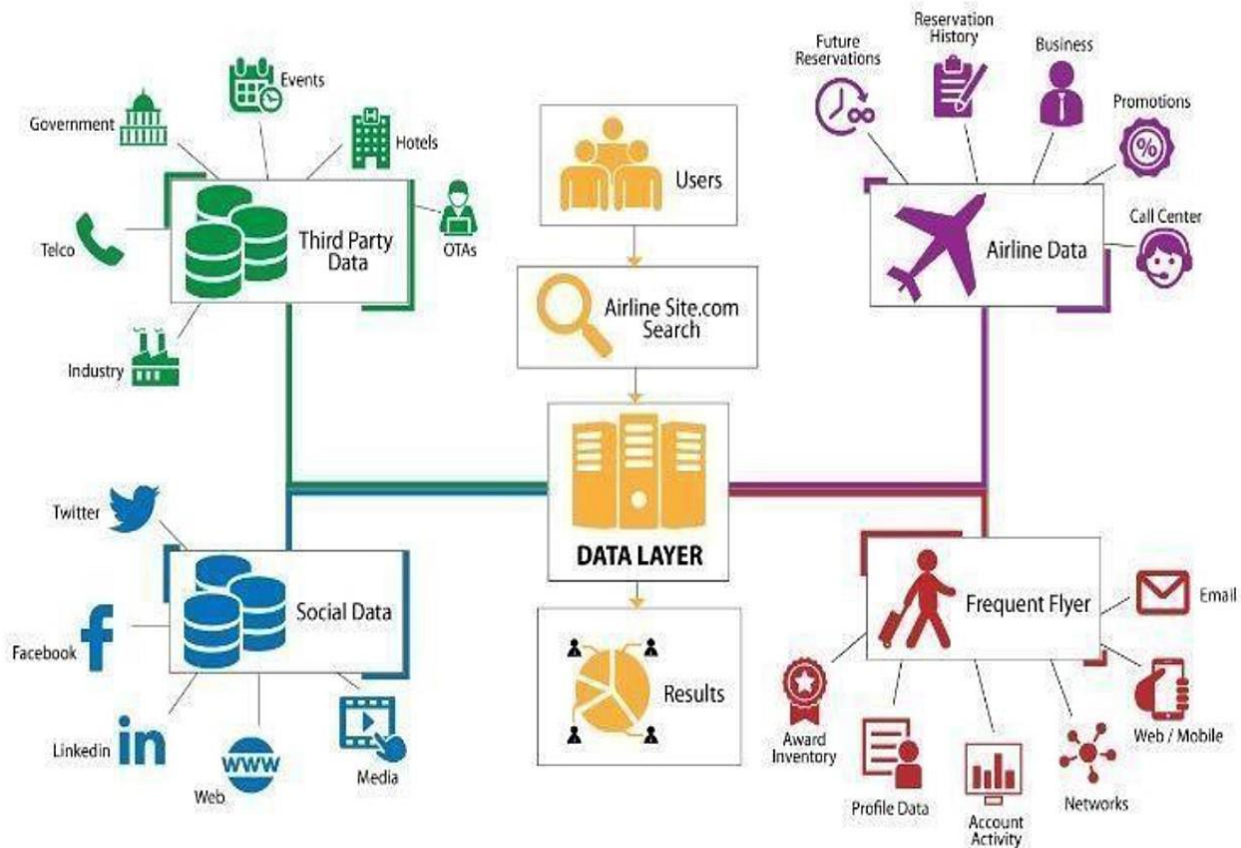 Events
Government
Hotels
Telco
Third Party
Data
OTAs
Industry
Users
Airline Site.com
Search
DATA LAYER
Results
Future
Reservations
Reservation
History
Business
Promotions
%
Call Center
Airline Data
Twitter
Social Data
Facebook
f
Linkedin
in
www
Web
Media
Frequent Flyer
Email
Web / Mobile
Networks
Account
Activity
Profile Data
Award
Inventory
H